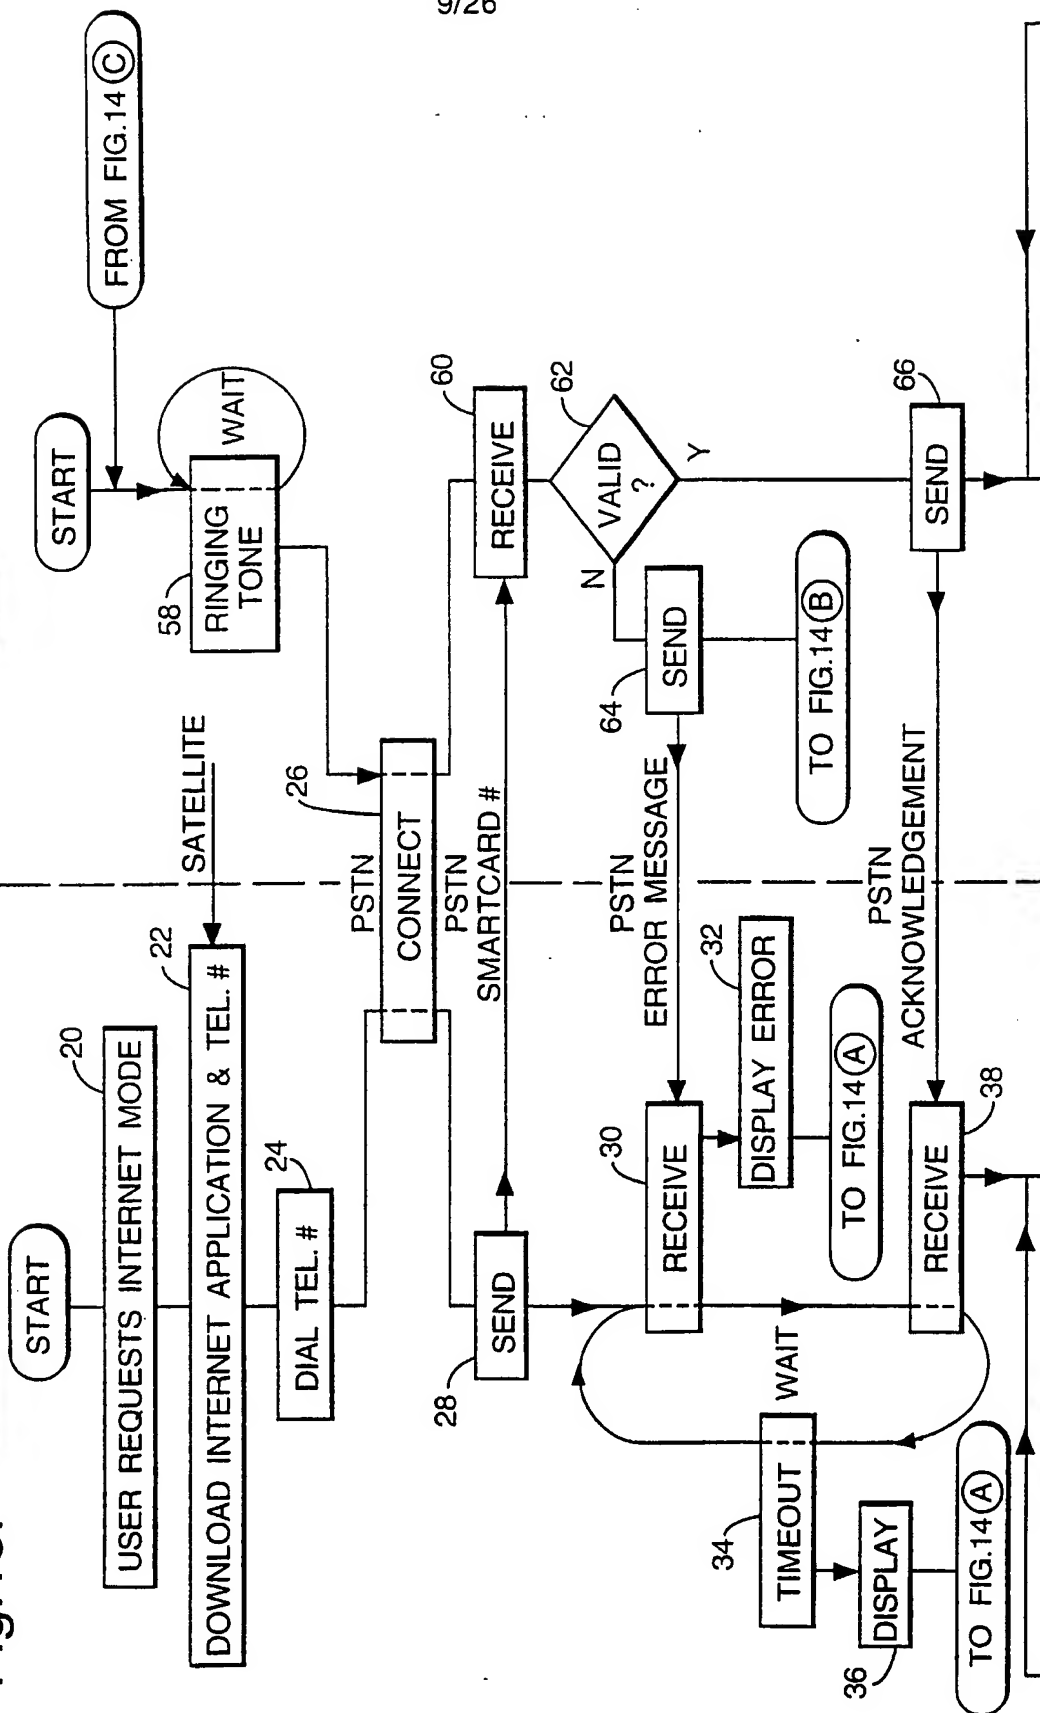 9/26
START
20
USER REQUESTS INTERNET MODE
22
SATELLITE
DOWNLOAD INTERNET APPLICATION & TEL. #
24
DIAL TEL. #
START
FROM FIG.14 C
58
RINGING
TONE
WAIT
PSTN
26
CONNECT
PSTN
SMARTCARD #
28
SEND
60
RECEIVE
62
VALID
?
N
Y
64
SEND
TO FIG.14 B
PSTN
ERROR MESSAGE
30
RECEIVE
32
DISPLAY ERROR
TO FIG.14 A
WAIT
34
TIMEOUT
36
DISPLAY
TO FIG.14 A
66
SEND
PSTN
ACKNOWLEDGEMENT
38
RECEIVE